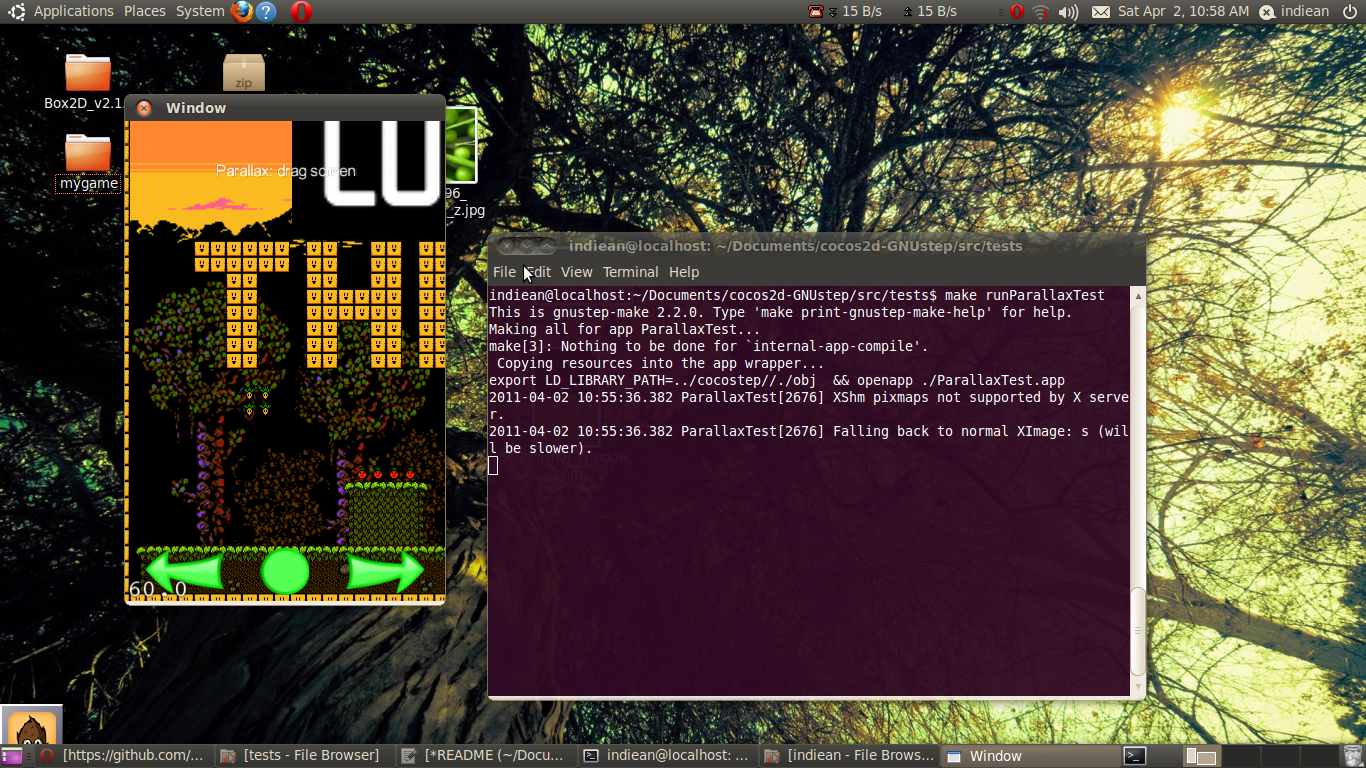 Applications Places System
15 B/s 15 B/s
Sat Apr 2, 10:58 AM indiean
Box2D_v2.1.
zip
mygame
Window
LU
Parallax: drag screen
60.0
96_
_z.jpg
indiean@localhost: ~/Documents/cocos2d-GNUstep/src/tests
File Edit View Terminal Help
indiean@localhost:~/Documents/cocos2d-GNUstep/src/tests$ make runParallaxTest
This is gnustep-make 2.2.0. Type 'make print-gnustep-make-help' for help.
Making all for app ParallaxTest...
make[3]: Nothing to be done for `internal-app-compile'.
Copying resources into the app wrapper...
export LD_LIBRARY_PATH=../cocostep//./obj  && openapp ./ParallaxTest.app
2011-04-02 10:55:36.382 ParallaxTest[2676] XShm pixmaps not supported by X serve
r.
2011-04-02 10:55:36.382 ParallaxTest[2676] Falling back to normal XImage: s (wil
l be slower).
[https://github.com/... [tests - File Browser] [*README (~/Docu... indiean@localhost: ... [indiean - File Brows... Window